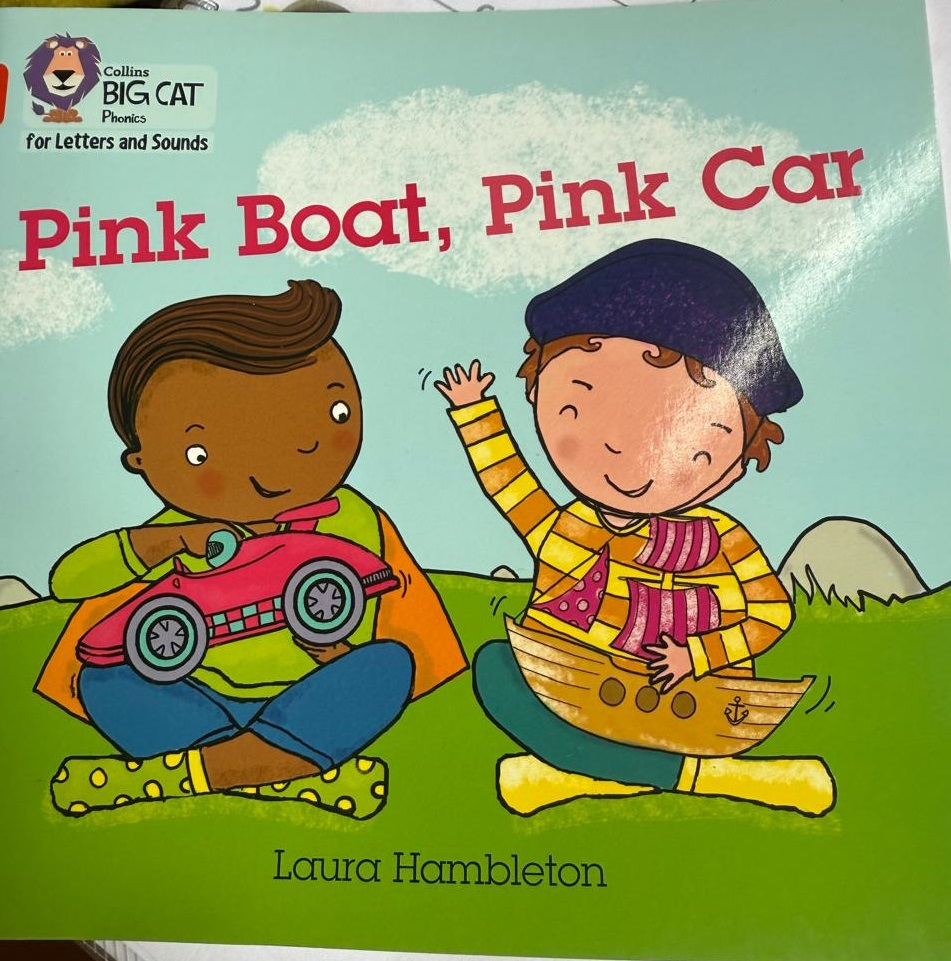 Collins
BIG CAT
Phonics
for Letters and Sounds
Pink Boat, Pink Car
Laura Hambleton